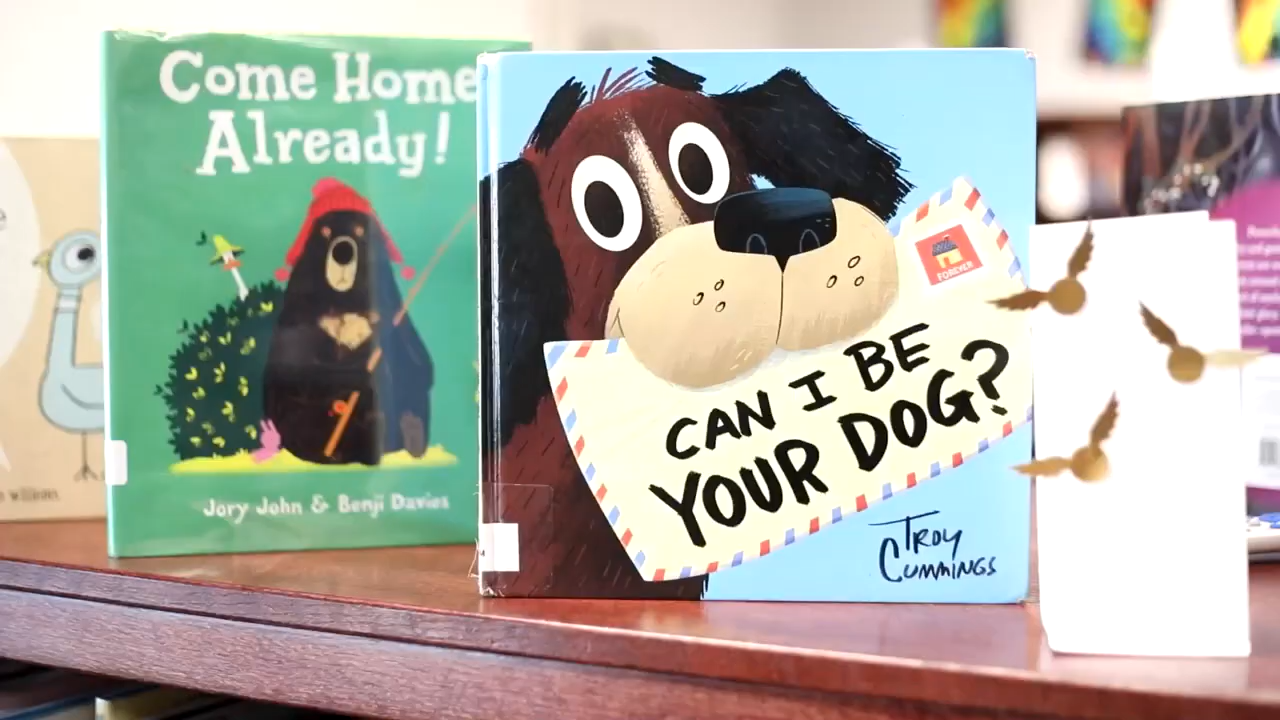 Come Home
Already!
Jory John & Benji Davies
FOREVER
CAN I BE
YOUR DOG?
TROY
CUMMINGS